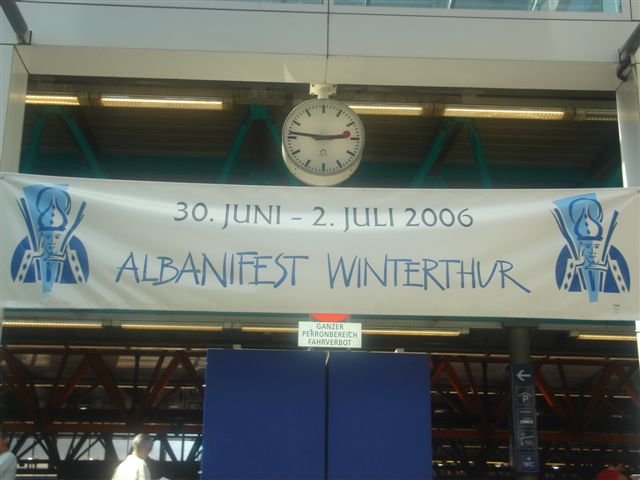 30. JUNI - 2. JULI 2006
ALBANIFEST WINTERTHUR
GANZER
PERRONBEREICH
FAHRVERBOT
P